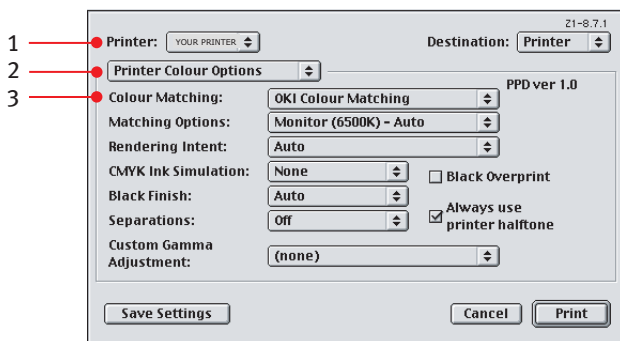 Z1-8.7.1
1 Printer: YOUR PRINTER Destination: Printer
2 Printer Colour Options
PPD ver 1.0
3 Colour Matching: OKI Colour Matching
Matching Options: Monitor (6500K) - Auto
Rendering Intent: Auto
CMYK Ink Simulation: None
Black Overprint
Black Finish: Auto
Always use
printer halftone
Separations: Off
Custom Gamma
Adjustment: (none)
Save Settings Cancel Print